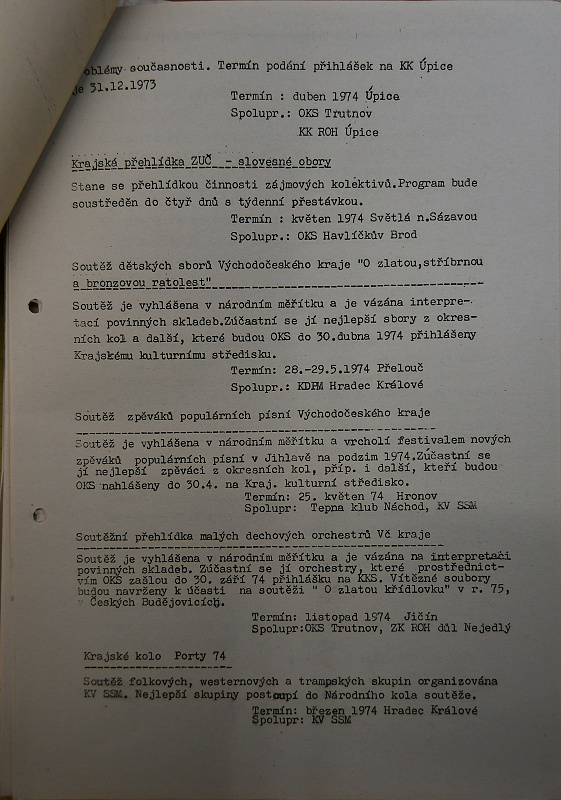 oblémy současnosti. Termín podání přihlášek na KK Úpice
je 31.12.1973
Termín : duben 1974 Úpice
Spolupr.: OKS Trutnov
KK ROH Úpice
Krajská přehlídka ZUČ - slovesné obory
Stane se přehlídkou činnosti zájmových kolektivů.Program bude
soustředěn do čtyř dnů s týdenní přestávkou.
Termín : květen 1974 Světlá n.Sázavou
Spolupr.: OKS Havlíčkův Brod
Soutěž dětských sborů Východočeského kraje "O zlatou,stříbrnou
a bronzovou ratolest"
Soutěž je vyhlášena v národním měřítku a je vázána interpre-
tací povinných skladeb.Zúčastní se jí nejlepší sbory z okres-
ních kol a další, které budou OKS do 30.dubna 1974 přihlášeny
Krajskému kulturnímu středisku.
Termín: 28.-29.5.1974 Přelouč
Spolupr.: KDPM Hradec Králové
Soutěž zpěváků populárních písní Východočeského kraje
Soutěž je vyhlášena v národním měřítku a vrcholí festivalem nových
zpěváků populárních písní v Jihlavě na podzim 1974.Zúčastní se
jí nejlepší zpěváci z okresních kol, příp. i další, kteří budou
OKS nahlášeny do 30.4. na Kraj. kulturní středisko.
Termín: 25. květen 74 Hronov
Spolupr: Tepna klub Náchod, KV SSM
Soutěžní přehlídka malých dechových orchestrů Vč kraje
Soutěž je vyhlášena v národním měřítku a je vázána na interpretaci
povinných skladeb. Zúčastní se jí orchestry, které prostřednict-
vím OKS zašlou do 30. září 74 přihlášku na KKS. Vítězné soubory
budou navrženy k účasti na soutěži " O zlatou křídlovku" v r. 75,
v Českých Budějovicích.
Termín: listopad 1974 Jičín
Spolupr:OKS Trutnov, ZK ROH důl Nejedlý
Krajské kolo Porty 74
Soutěž folkových, westernových a trampských skupin organizována
KV SSM. Nejlepší skupiny postoupí do Národního kola soutěže.
Termín: březen 1974 Hradec Králové
Spolupr: KV SSM